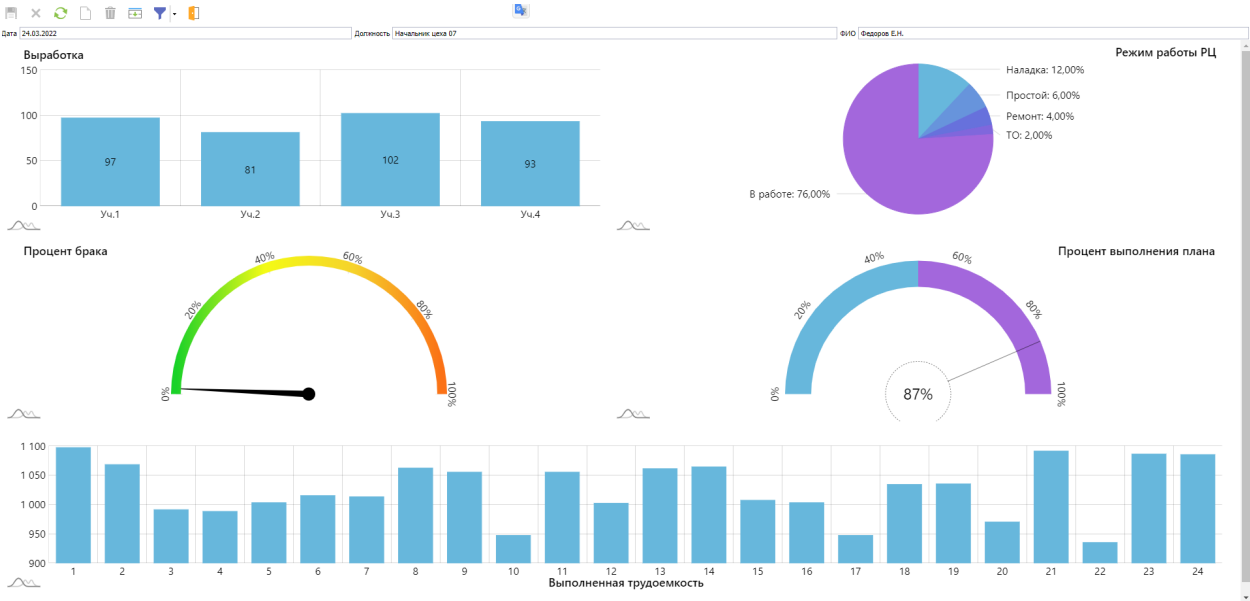 Дата 24.03.2022 Должность Начальник цеха 07 ФИО Федоров Е.Н.
Выработка
150
100
50
0
97
81
102
93
Уч.1 Уч.2 Уч.3 Уч.4
Режим работы РЦ
Наладка: 12,00%
Простой: 6,00%
Ремонт: 4,00%
ТО: 2,00%
В работе: 76,00%
Процент брака
0%
20%
40%
60%
80%
100%
Процент выполнения плана
0%
20%
40%
60%
80%
100%
87%
1 100
1 050
1 000
950
900
1 2 3 4 5 6 7 8 9 10 11 12 13 14 15 16 17 18 19 20 21 22 23 24
Выполненная трудоемкость